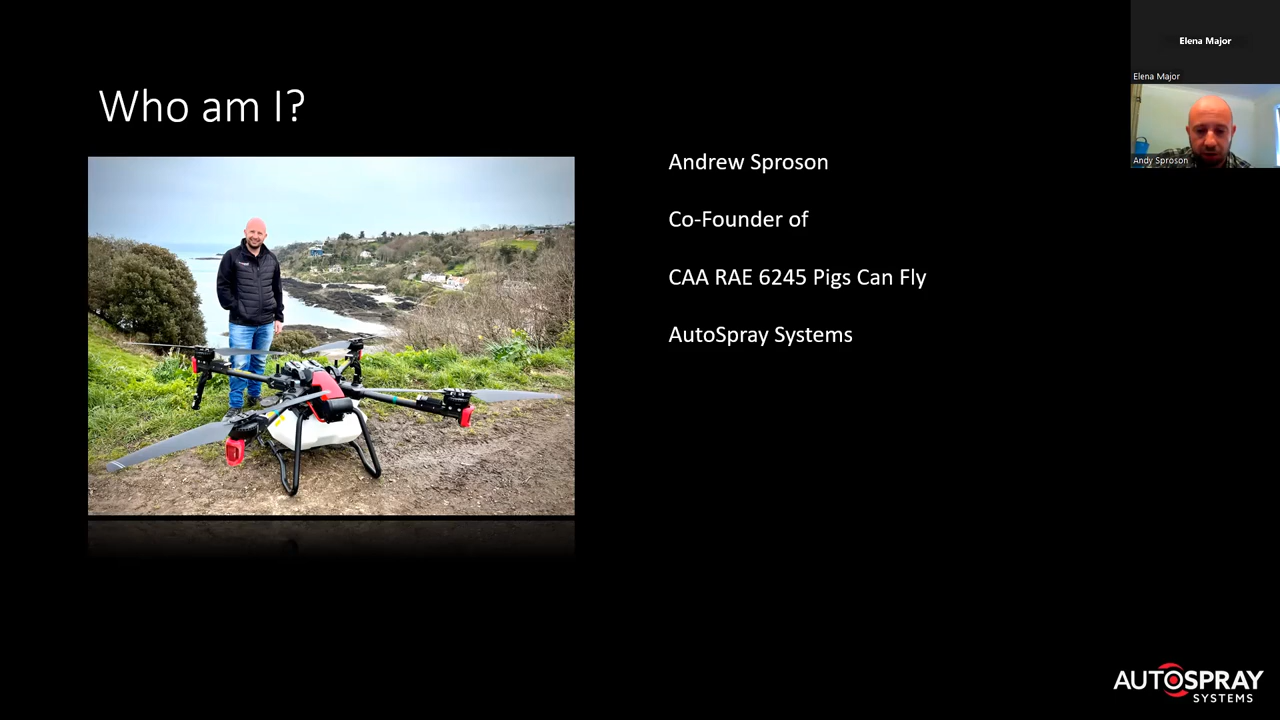 Who am I?
Andrew Sproson
Co-Founder of
CAA RAE 6245 Pigs Can Fly
AutoSpray Systems
Elena Major
Elena Major
Andy Sproson
AUTOSPRAY
SYSTEMS